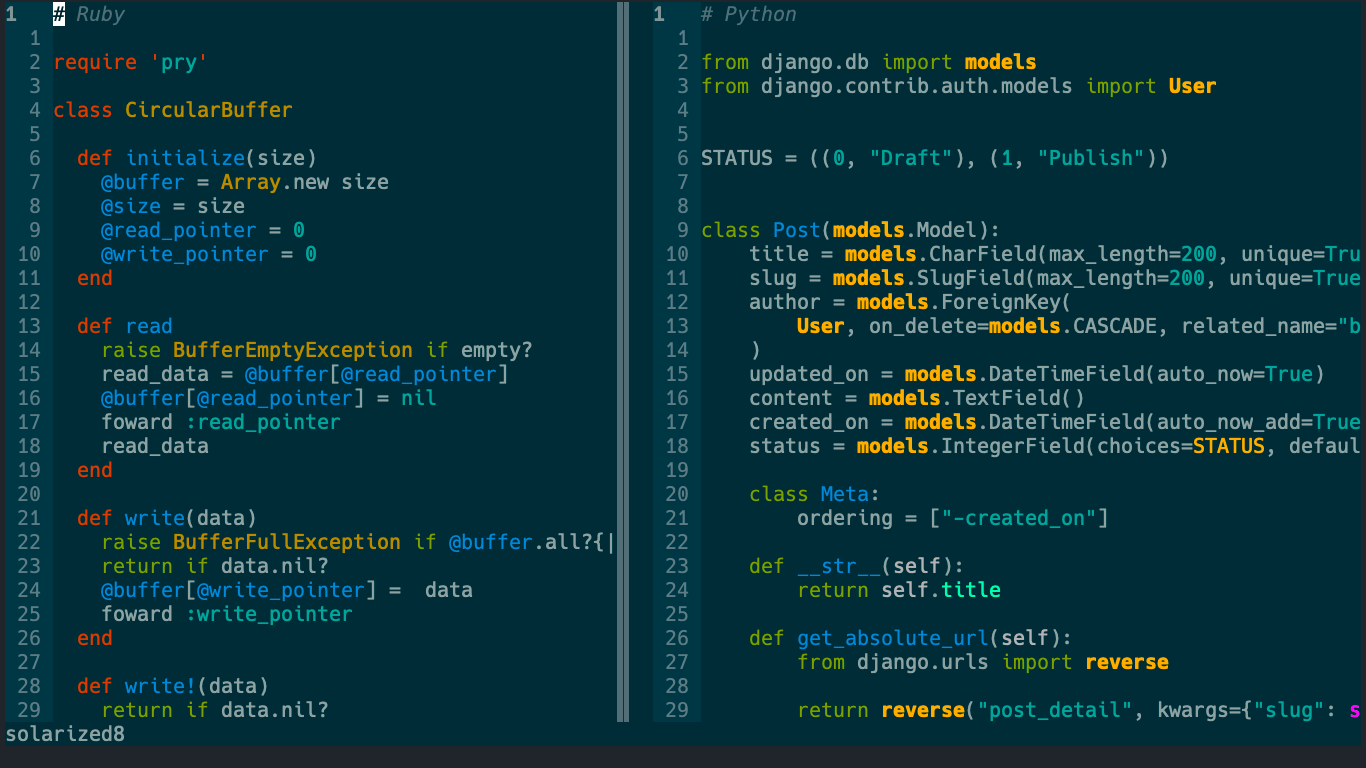 1 # Ruby
1
2 require 'pry'
3
4 class CircularBuffer
5
6 def initialize(size)
7 @buffer = Array.new size
8 @size = size
9 @read_pointer = 0
10 @write_pointer = 0
11 end
12
13 def read
14 raise BufferEmptyException if empty?
15 read_data = @buffer[@read_pointer]
16 @buffer[@read_pointer] = nil
17 foward :read_pointer
18 read_data
19 end
20
21 def write(data)
22 raise BufferFullException if @buffer.all?{|
23 return if data.nil?
24 @buffer[@write_pointer] =  data
25 foward :write_pointer
26 end
27
28 def write!(data)
29 return if data.nil?
1 # Python
1
2 from django.db import models
3 from django.contrib.auth.models import User
4
5
6 STATUS = ((0, "Draft"), (1, "Publish"))
7
8
9 class Post(models.Model):
10 title = models.CharField(max_length=200, unique=Tru
11 slug = models.SlugField(max_length=200, unique=True
12 author = models.ForeignKey(
13 User, on_delete=models.CASCADE, related_name="b
14 )
15 updated_on = models.DateTimeField(auto_now=True)
16 content = models.TextField()
17 created_on = models.DateTimeField(auto_now_add=True
18 status = models.IntegerField(choices=STATUS, defaul
19
20 class Meta:
21 ordering = ["-created_on"]
22
23 def __str__(self):
24 return self.title
25
26 def get_absolute_url(self):
27 from django.urls import reverse
28
29 return reverse("post_detail", kwargs={"slug": s
solarized8